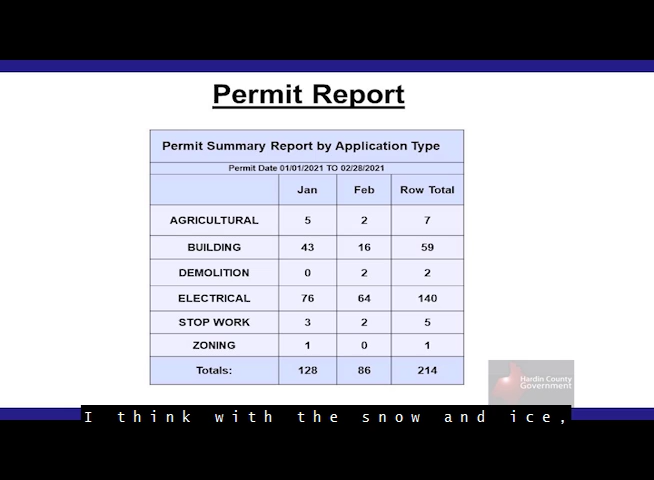 Permit Report
Permit Summary Report by Application Type
Permit Date 01/01/2021 TO 02/28/2021
Jan Feb Row Total
AGRICULTURAL 5 2 7
BUILDING 43 16 59
DEMOLITION 0 2 2
ELECTRICAL 76 64 140
STOP WORK 3 2 5
ZONING 1 0 1
Totals: 128 86 214
Hardin County
Government
I think with the snow and ice,